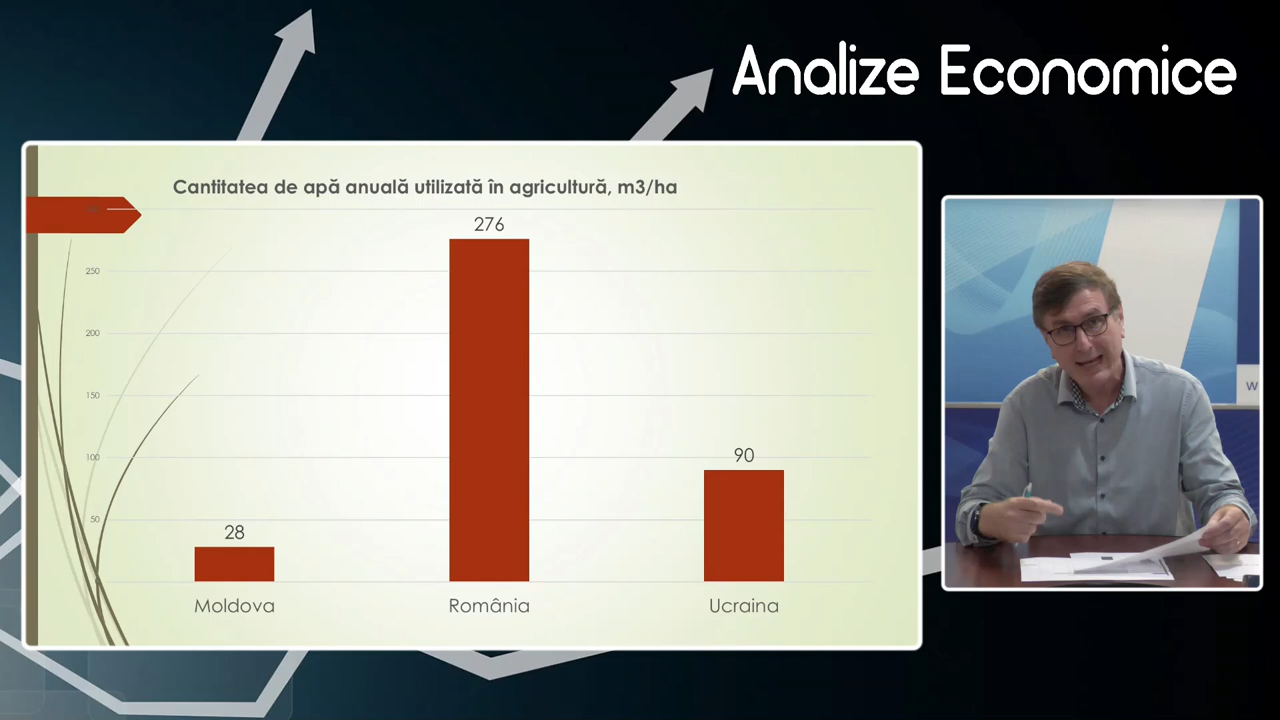 Analize Economice
Cantitatea de apă anuală utilizată în agricultură, m3/ha
276
250
200
150
100
90
50
28
Moldova România Ucraina
W